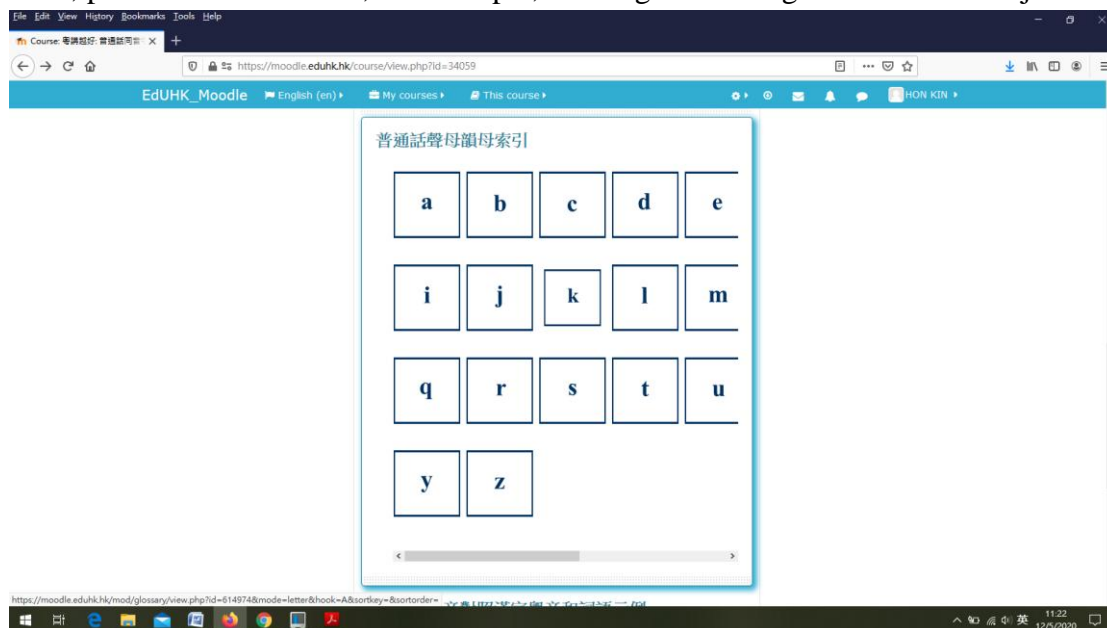 File Edit View History Bookmarks Tools Help
Course: 粵講越好: 普通話同音
https://moodle.eduhk.hk/course/view.php?id=34059
EdUHK_Moodle English (en) My courses This course HON KIN
普通話聲母韻母索引
a b c d e
i j k l m
q r s t u
y z
https://moodle.eduhk.hk/mod/glossary/view.php?id=614974&mode=letter&hook=A&sortkey=&sortorder=
英 11:22
12/5/2020